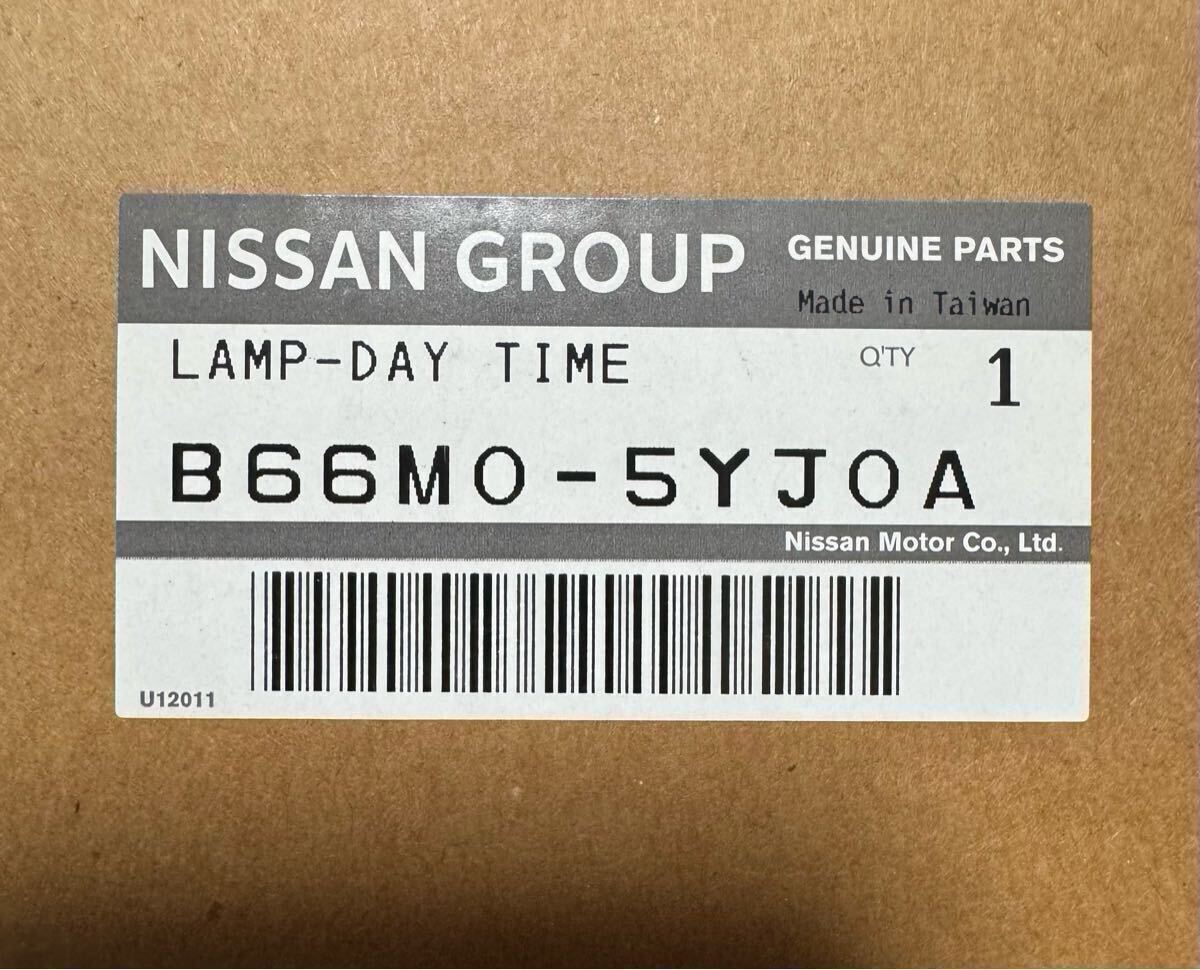 NISSAN GROUP
GENUINE PARTS
Made in Taiwan
LAMP-DAY TIME
Q'TY 1
B66M0-5YJ0A
Nissan Motor Co., Ltd.
U12011